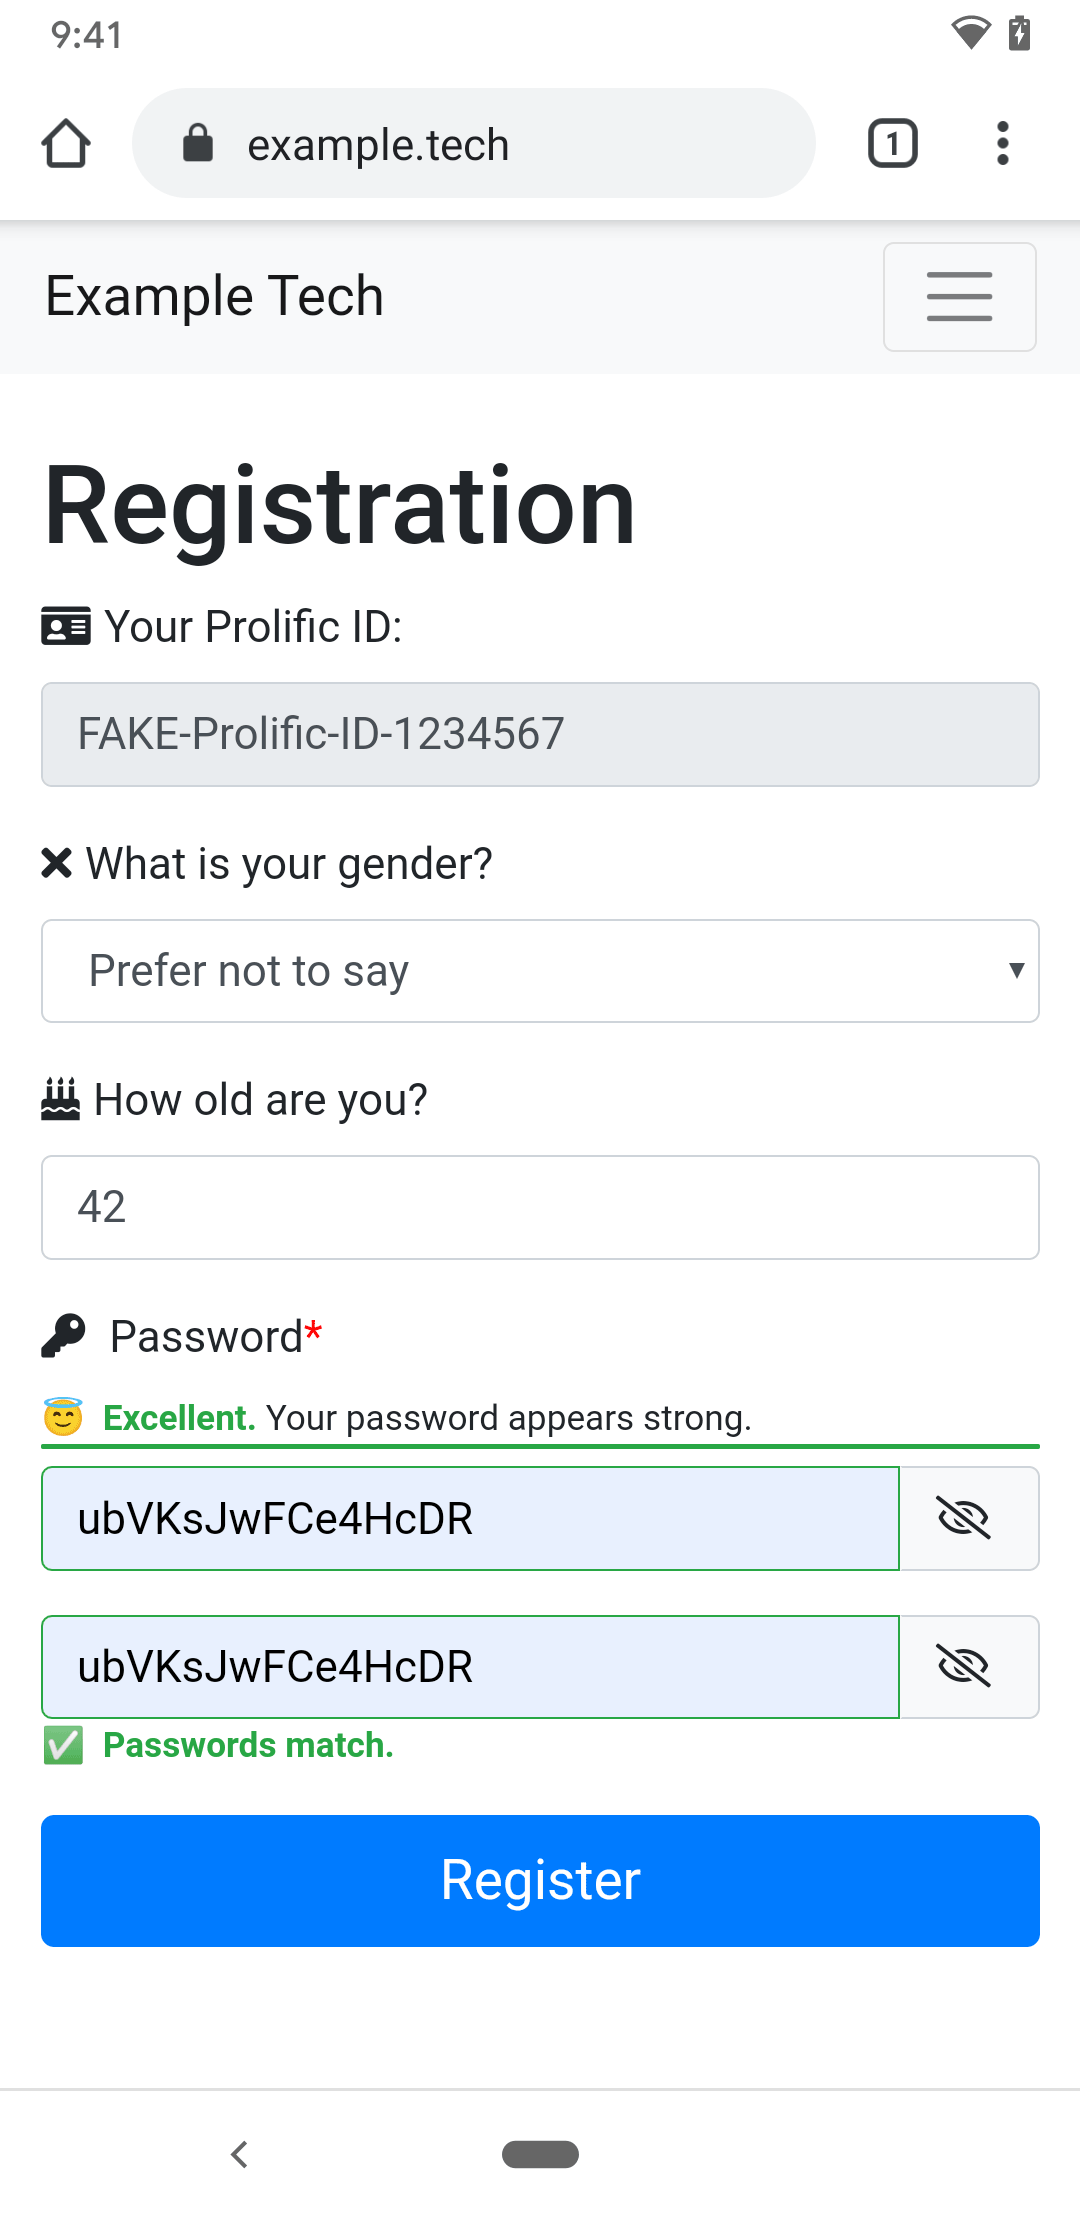 9:41
example.tech
1
Example Tech
Registration
Your Prolific ID:
FAKE-Prolific-ID-1234567
What is your gender?
Prefer not to say
How old are you?
42
Password*
Excellent. Your password appears strong.
ubVKsJwFCe4HcDR
ubVKsJwFCe4HcDR
Passwords match.
Register